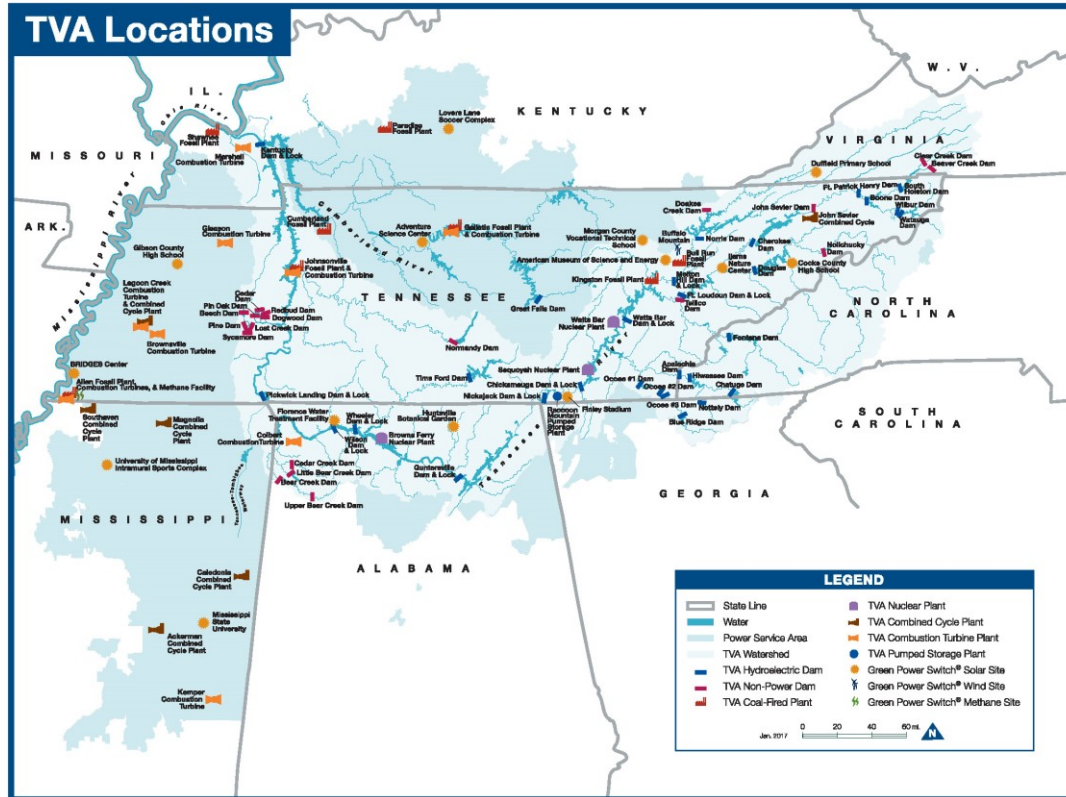 TVA Locations
W. V.
IL.
Ohio River
KENTUCKY
Paradise
Fossil Plant
Lovers Lane
Soccer Complex
Shawnee
Fossil Plant
Marshall
Combustion Turbine
Kentucky
Dam & Lock
MISSOURI
VIRGINIA
Duffield Primary School
Clear Creek Dam
Beaver Creek Dam
ARK.
Mississippi River
Gleason
Combustion Turbine
Gibson County
High School
Cumberland
Fossil Plant
Cumberland River
Adventure
Science Center
Gallatin Fossil Plant
& Combustion Turbine
Morgan County
Vocational Technical
School
Doakes
Creek Dam
Buffalo
Mountain
Norris Dam
John Sevier Dam
John Sevier
Combined Cycle
Ft. Patrick Henry Dam
Boone Dam
South
Holston Dam
Wilbur Dam
Watauga
Dam
Cherokee
Dam
Nolichucky
Dam
American Museum of Science and Energy
Bull Run
Fossil
Plant
Ijams
Nature
Center
Douglas
Dam
Cocke County
High School
Kingston Fossil Plant
Melton
Hill Dam
& Lock
Ft. Loudoun Dam & Lock
Tellico
Dam
Lagoon Creek
Combustion
Turbine
& Combined
Cycle Plant
Johnsonville
Fossil Plant &
Combustion Turbine
TENNESSEE
Great Falls Dam
NORTH
CAROLINA
Cedar
Dam
Pin Oak Dam
Beech Dam
Redbud Dam
Dogwood Dam
Pine Dam
Lost Creek Dam
Sycamore Dam
Brownsville
Combustion Turbine
Normandy Dam
Watts Bar
Nuclear Plant
Watts Bar
Dam & Lock
River
Fontana Dam
BRIDGES Center
Allen Fossil Plant,
Combustion Turbines, & Methane Facility
Tims Ford Dam
Sequoyah Nuclear Plant
Chickamauga Dam & Lock
Nickajack Dam & Lock
Apalachia
Dam
Hiwassee Dam
Ocoee #1 Dam
Ocoee #2 Dam
Chatuge Dam
Ocoee #3 Dam
Nottely Dam
Blue Ridge Dam
Pickwick Landing Dam & Lock
Raccoon
Mountain
Pumped
Storage
Plant
Finley Stadium
SOUTH
CAROLINA
Southaven
Combined
Cycle Plant
Magnolia
Combined
Cycle Plant
Florence Water
Treatment Facility
Wheeler
Dam & Lock
Huntsville
Botanical Garden
Colbert
Combustion Turbine
Wilson
Dam
& Lock
Browns Ferry
Nuclear Plant
University of Mississippi
Intramural Sports Complex
Tennessee-Tombigbee
Waterway
Cedar Creek Dam
Little Bear Creek Dam
Bear Creek Dam
Upper Bear Creek Dam
Guntersville
Dam & Lock
Tennessee
GEORGIA
MISSISSIPPI
ALABAMA
Caledonia
Combined
Cycle Plant
Mississippi
State
University
Ackerman
Combined
Cycle Plant
Kemper
Combustion
Turbine
LEGEND
State Line
Water
Power Service Area
TVA Watershed
TVA Hydroelectric Dam
TVA Non-Power Dam
TVA Coal-Fired Plant
TVA Nuclear Plant
TVA Combined Cycle Plant
TVA Combustion Turbine Plant
TVA Pumped Storage Plant
Green Power Switch® Solar Site
Green Power Switch® Wind Site
Green Power Switch® Methane Site
Jan. 2017
0 20 40 60 mi.
N